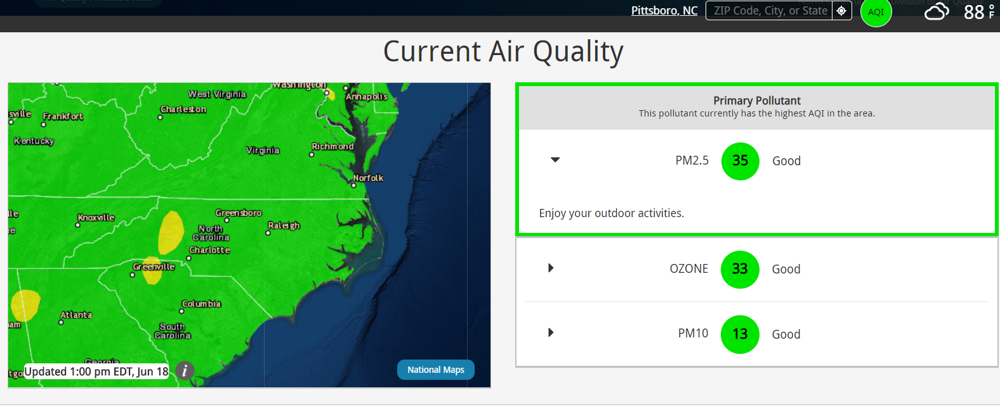 Pittsboro, NC
ZIP Code, City, or State
AQI
88 °F
Current Air Quality
Washington
Annapolis
West Virginia
Charleston
sville
Frankfort
Kentucky
Virginia
Richmond
Norfolk
lle
Knoxville
ee
Greensboro
Raleigh
North
Carolina
Charlotte
Greenville
Columbia
Atlanta
am
South
Carolina
Georgia
tgo
Updated 1:00 pm EDT, Jun 18
i
National Maps
Primary Pollutant
This pollutant currently has the highest AQI in the area.
PM2.5
35
Good
Enjoy your outdoor activities.
OZONE
33
Good
PM10
13
Good